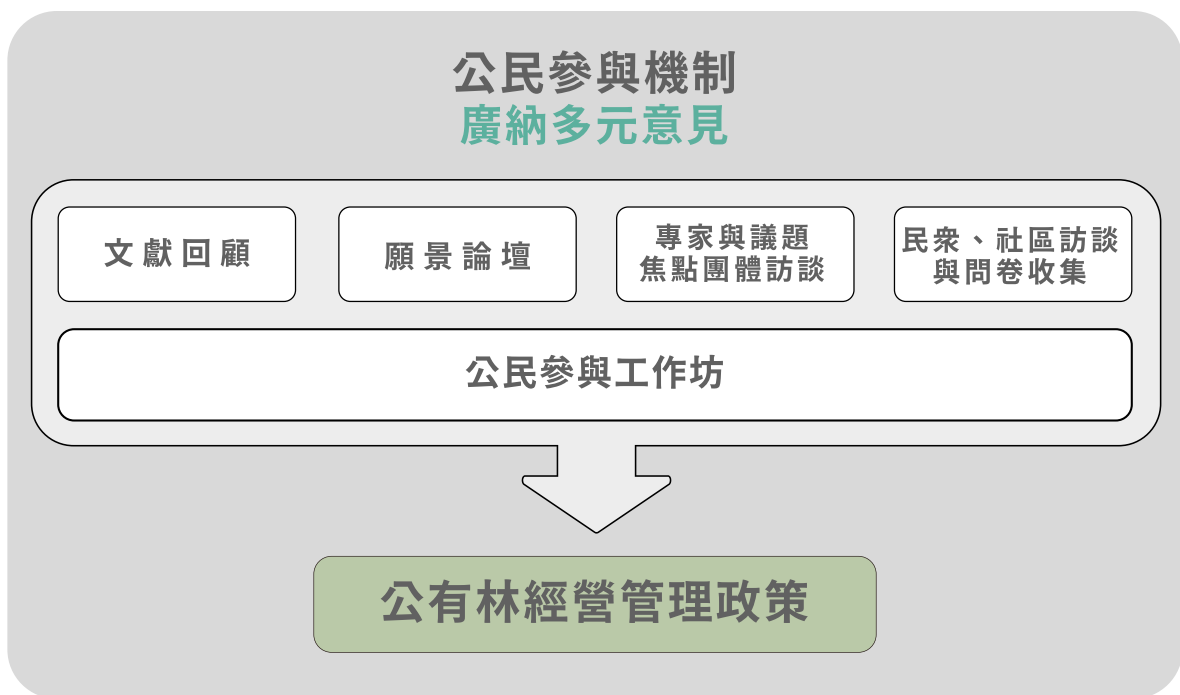 公民參與機制
廣納多元意見
文獻回顧
願景論壇
專家與議題
焦點團體訪談
民眾、社區訪談
與問卷收集
公民參與工作坊
公有林經營管理政策